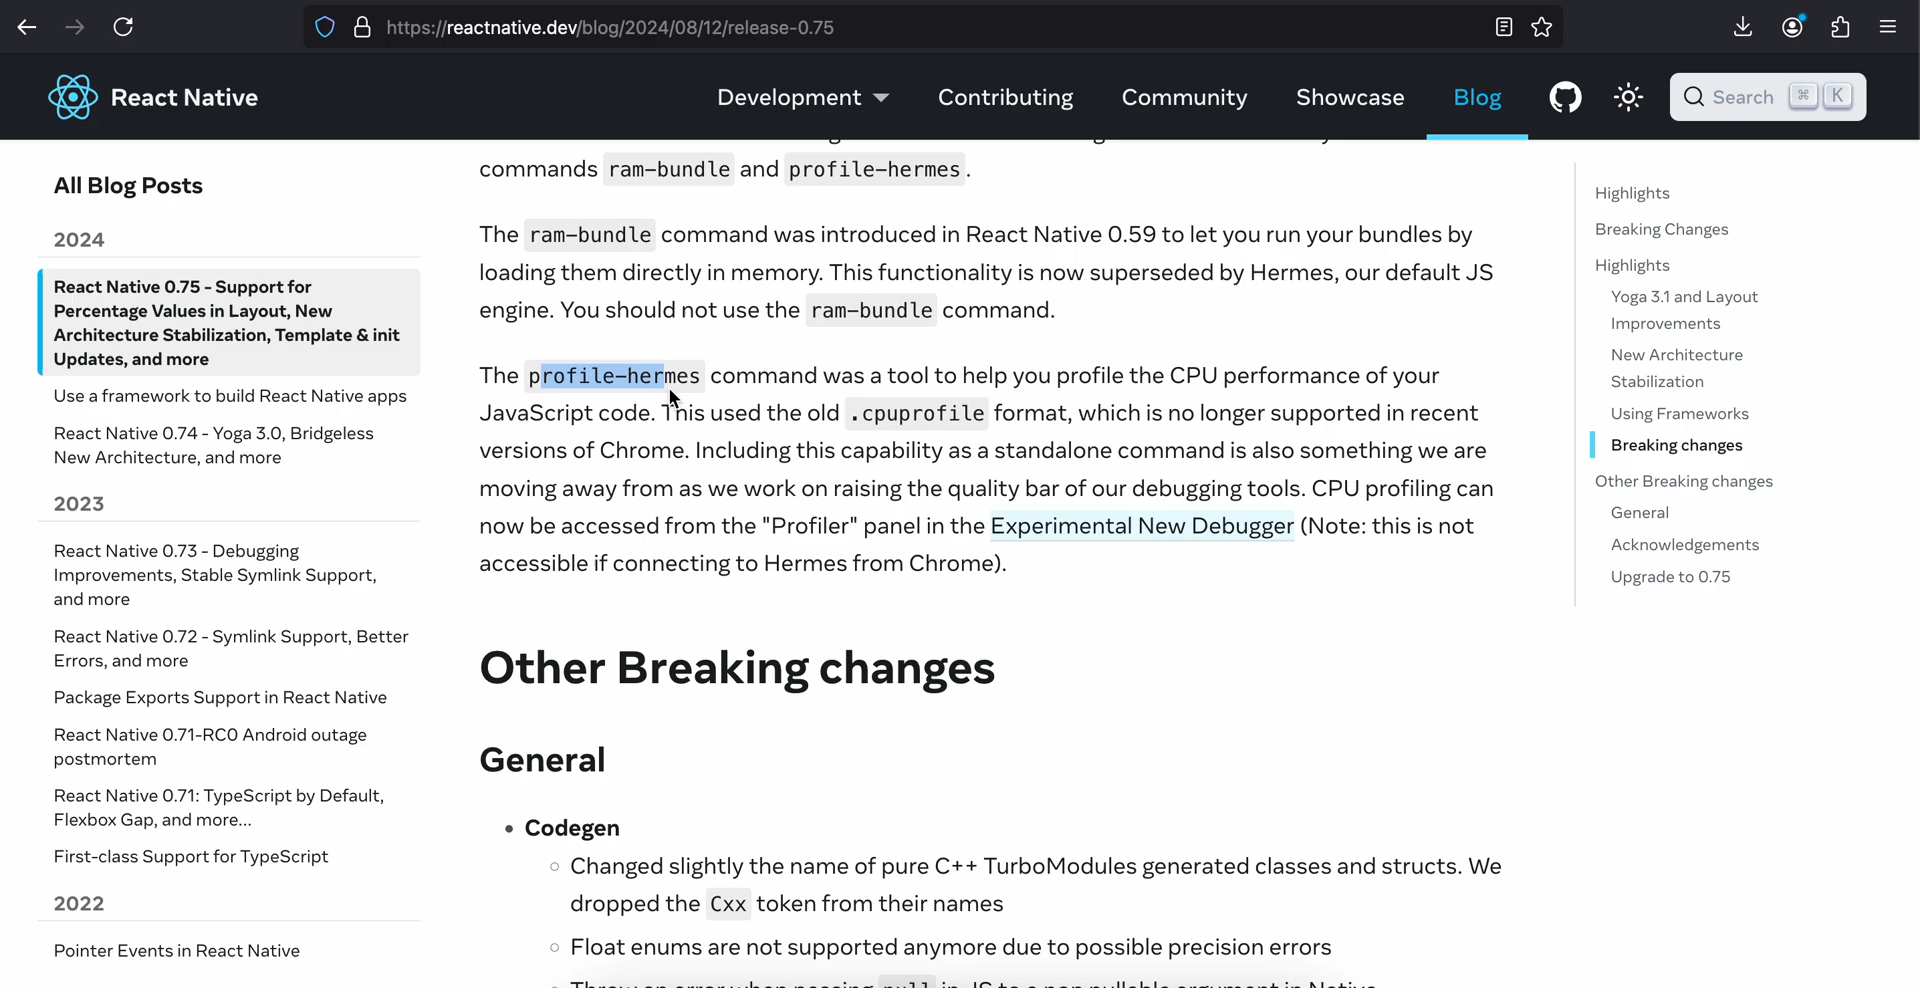 https://reactnative.dev/blog/2024/08/12/release-0.75
React Native
Development
Contributing
Community
Showcase
Blog
Search ⌘ K
All Blog Posts
2024
React Native 0.75 - Support for
Percentage Values in Layout, New
Architecture Stabilization, Template & init
Updates, and more
Use a framework to build React Native apps
React Native 0.74 - Yoga 3.0, Bridgeless
New Architecture, and more
2023
React Native 0.73 - Debugging
Improvements, Stable Symlink Support,
and more
React Native 0.72 - Symlink Support, Better
Errors, and more
Package Exports Support in React Native
React Native 0.71-RC0 Android outage
postmortem
React Native 0.71: TypeScript by Default,
Flexbox Gap, and more...
First-class Support for TypeScript
2022
Pointer Events in React Native
commands ram-bundle and profile-hermes.
The ram-bundle command was introduced in React Native 0.59 to let you run your bundles by
loading them directly in memory. This functionality is now superseded by Hermes, our default JS
engine. You should not use the ram-bundle command.
The profile-hermes command was a tool to help you profile the CPU performance of your
JavaScript code. This used the old .cpuprofile format, which is no longer supported in recent
versions of Chrome. Including this capability as a standalone command is also something we are
moving away from as we work on raising the quality bar of our debugging tools. CPU profiling can
now be accessed from the "Profiler" panel in the Experimental New Debugger (Note: this is not
accessible if connecting to Hermes from Chrome).
Other Breaking changes
General
• Codegen
○ Changed slightly the name of pure C++ TurboModules generated classes and structs. We
dropped the Cxx token from their names
○ Float enums are not supported anymore due to possible precision errors
Highlights
Breaking Changes
Highlights
Yoga 3.1 and Layout
Improvements
New Architecture
Stabilization
Using Frameworks
Breaking changes
Other Breaking changes
General
Acknowledgements
Upgrade to 0.75